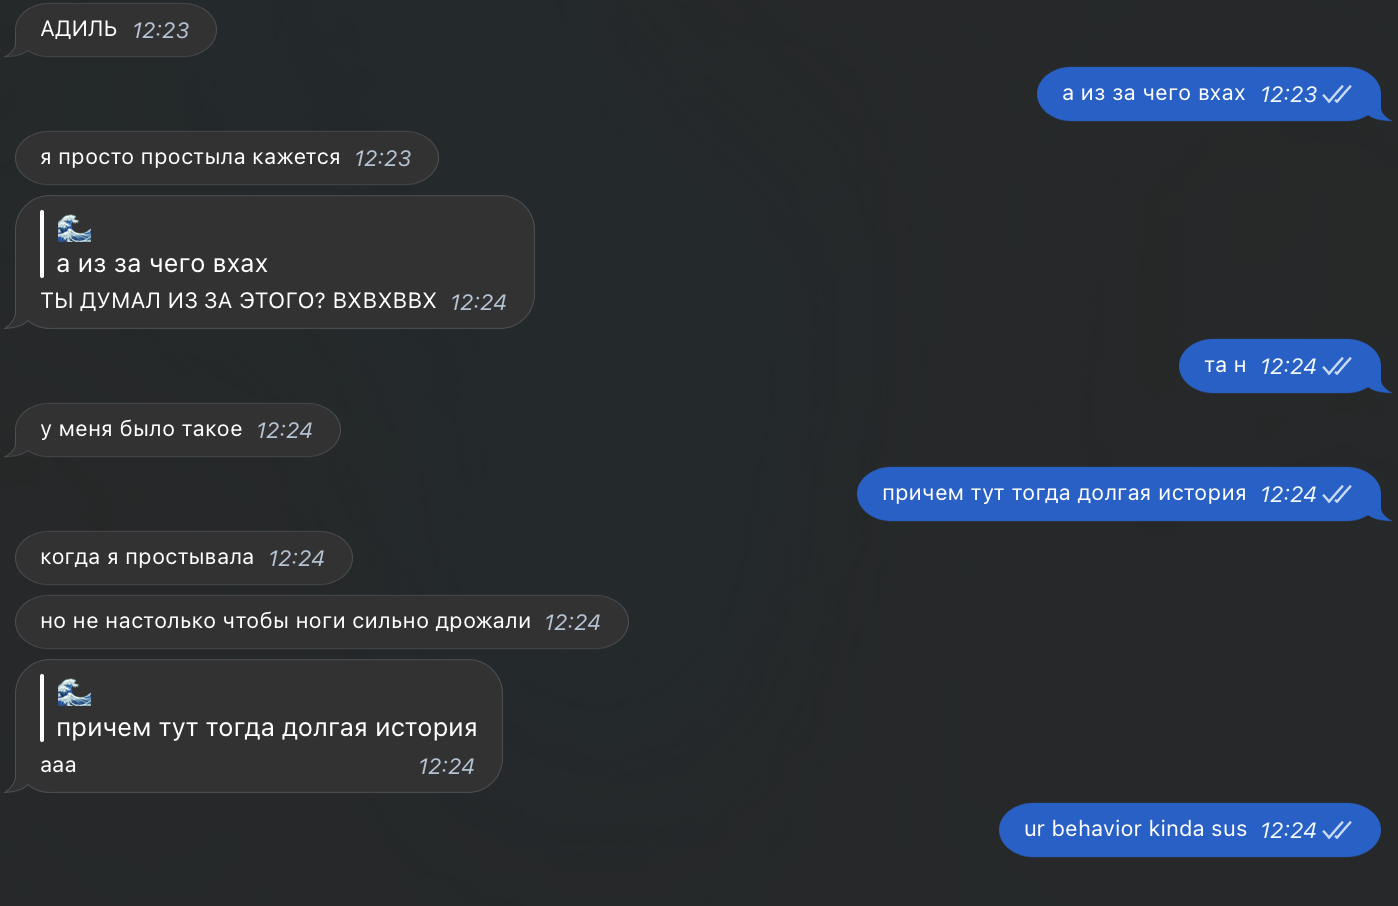 АДИЛЬ 12:23
а из за чего вхах 12:23
я просто простыла кажется 12:23
🌊
а из за чего вхах
ТЫ ДУМАЛ ИЗ ЗА ЭТОГО? ВХВХВВХ 12:24
та н 12:24
у меня было такое 12:24
причем тут тогда долгая история 12:24
когда я простывала 12:24
но не настолько чтобы ноги сильно дрожали 12:24
🌊
причем тут тогда долгая история
ааа 12:24
ur behavior kinda sus 12:24